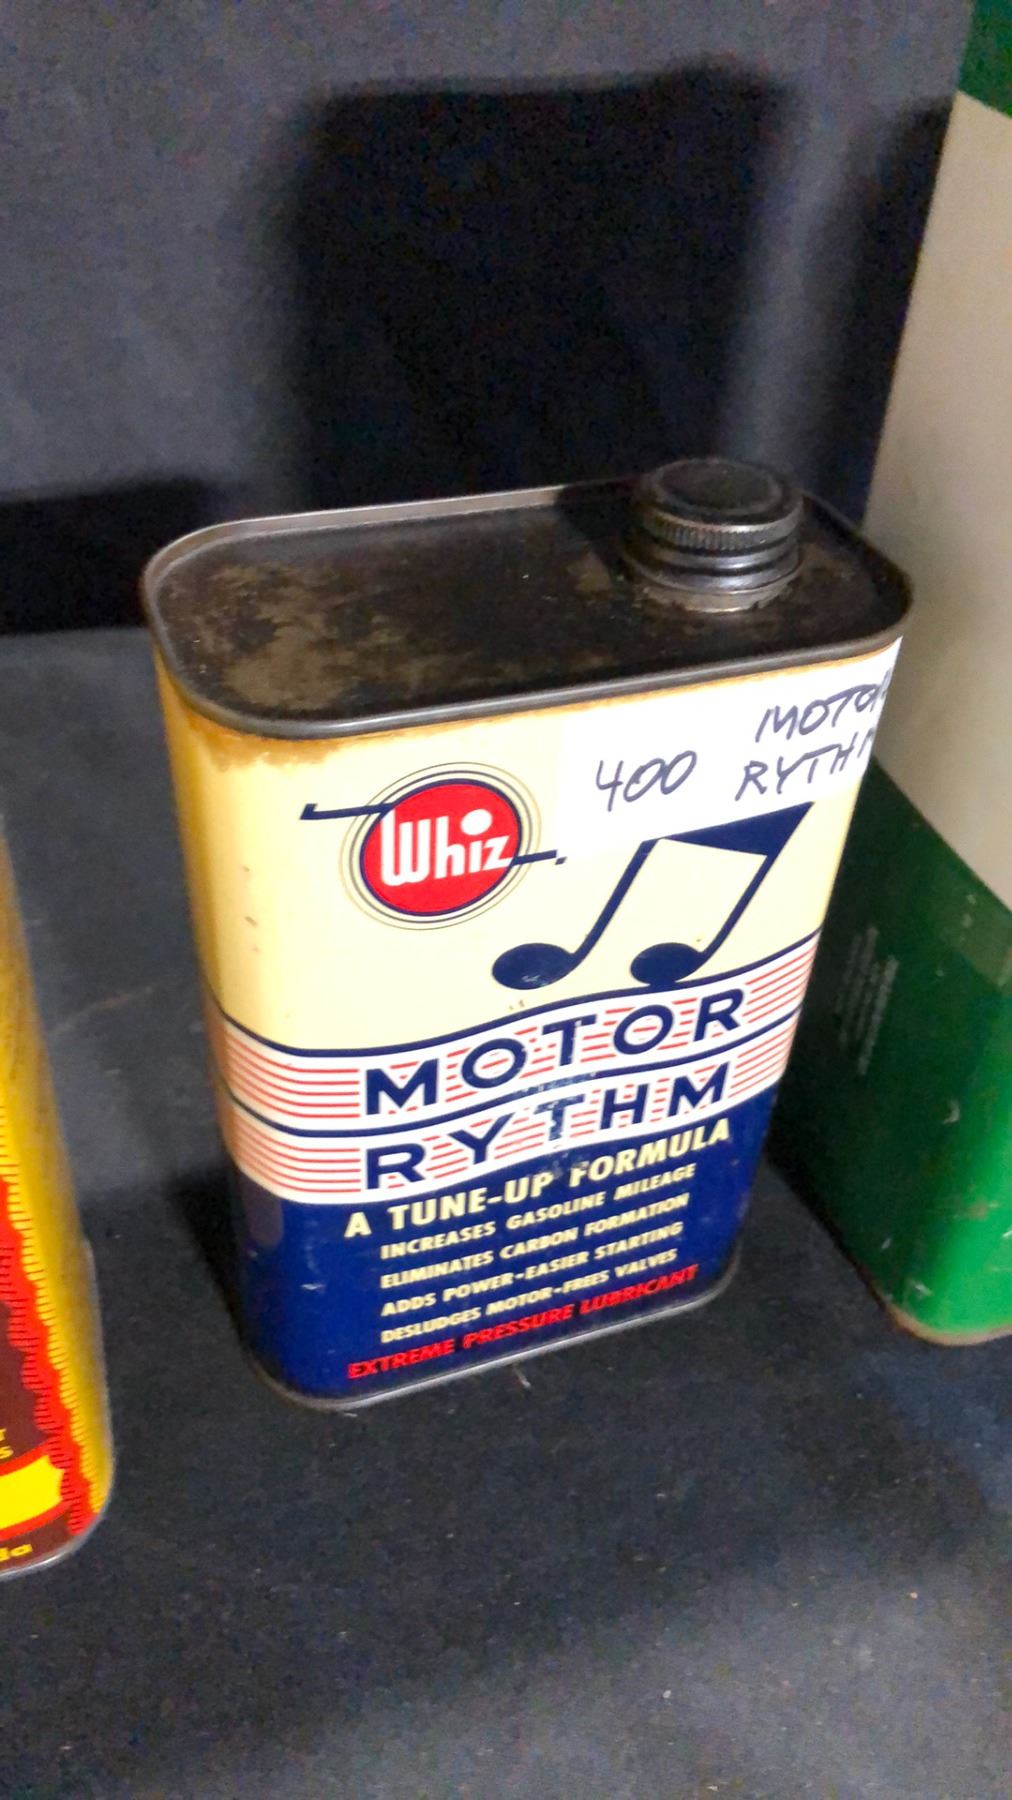 400
MOTOR
RYTHM
Whiz
MOTOR
RYTHM
A TUNE-UP FORMULA
INCREASES GASOLINE MILEAGE
ELIMINATES CARBON FORMATION
ADDS POWER-EASIER STARTING
DESLUDGES MOTOR-FREES VALVES
EXTREME PRESSURE LUBRICANT